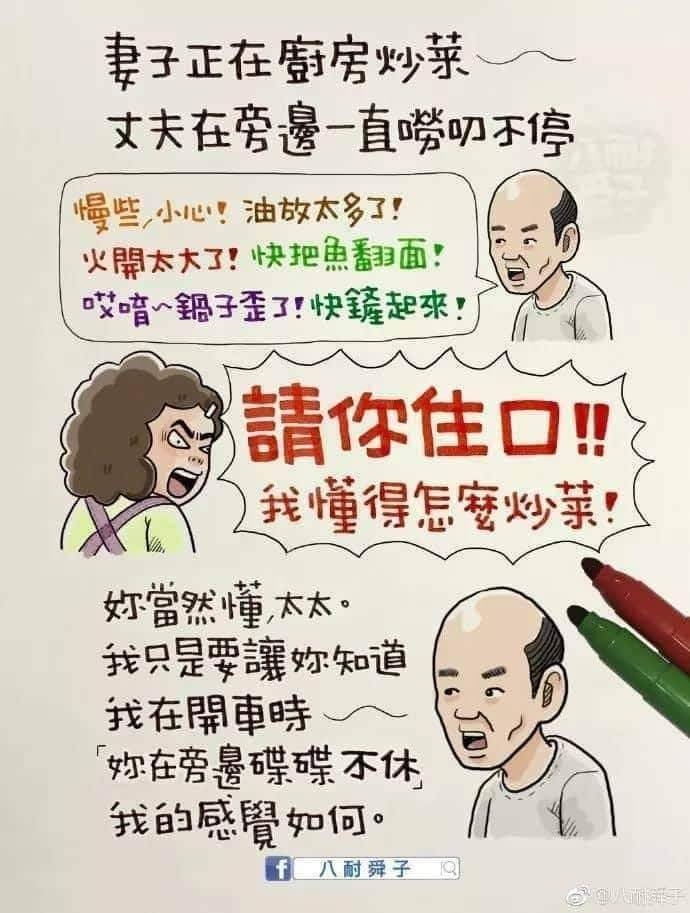 妻子正在廚房炒菜~
丈夫在旁邊一直嘮叨不停
慢些,小心!油放太多了!
火開太大了!快把魚翻面!
哎唷~鍋子歪了!快鏟起來!
請你住口!!
我懂得怎麼炒菜!
妳當然懂,太太。
我只是要讓妳知道
我在開車時~
「妳在旁邊碟碟不休」
我的感覺如何。
八耐舜子
@八耐舜子
八耐
舜子